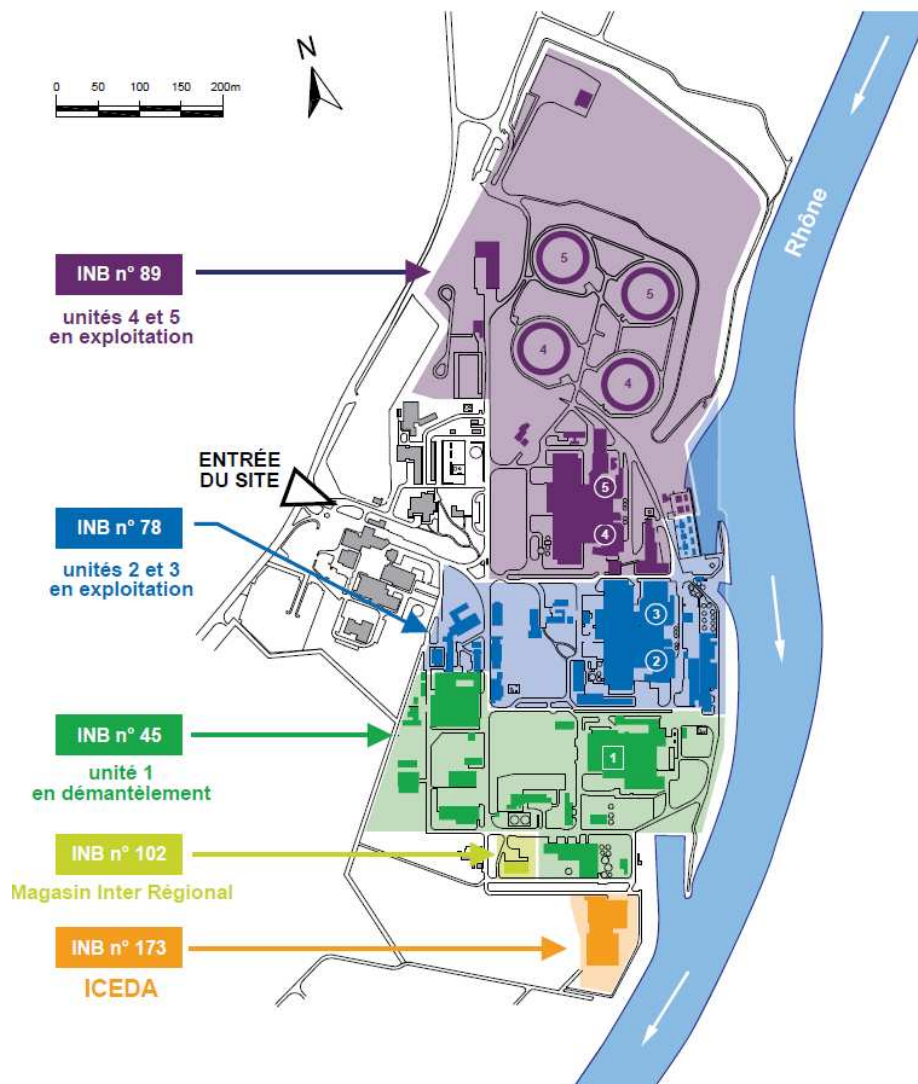 N
0 50 100 150 200m
Rhône
INB n° 89
unités 4 et 5
en exploitation
5
5
4
4
ENTRÉE
DU SITE
5
4
INB n° 78
unités 2 et 3
en exploitation
3
2
INB n° 45
unité 1
en démantèlement
1
INB n° 102
Magasin Inter Régional
INB n° 173
ICEDA